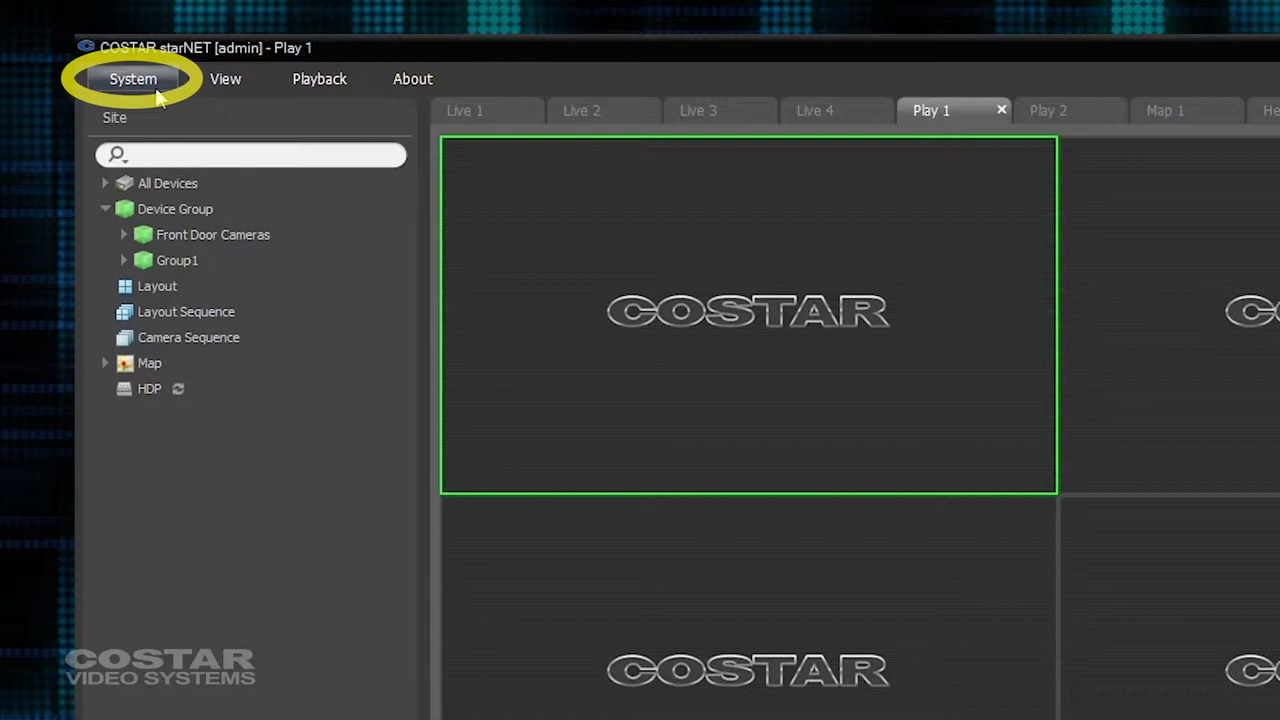 COSTAR starNET [admin] - Play 1
System View Playback About
Site
Live 1 Live 2 Live 3 Live 4 Play 1 × Play 2 Map 1
All Devices
Device Group
Front Door Cameras
Group1
Layout
Layout Sequence
Camera Sequence
Map
HDP
COSTAR
COSTAR
COSTAR
VIDEO SYSTEMS